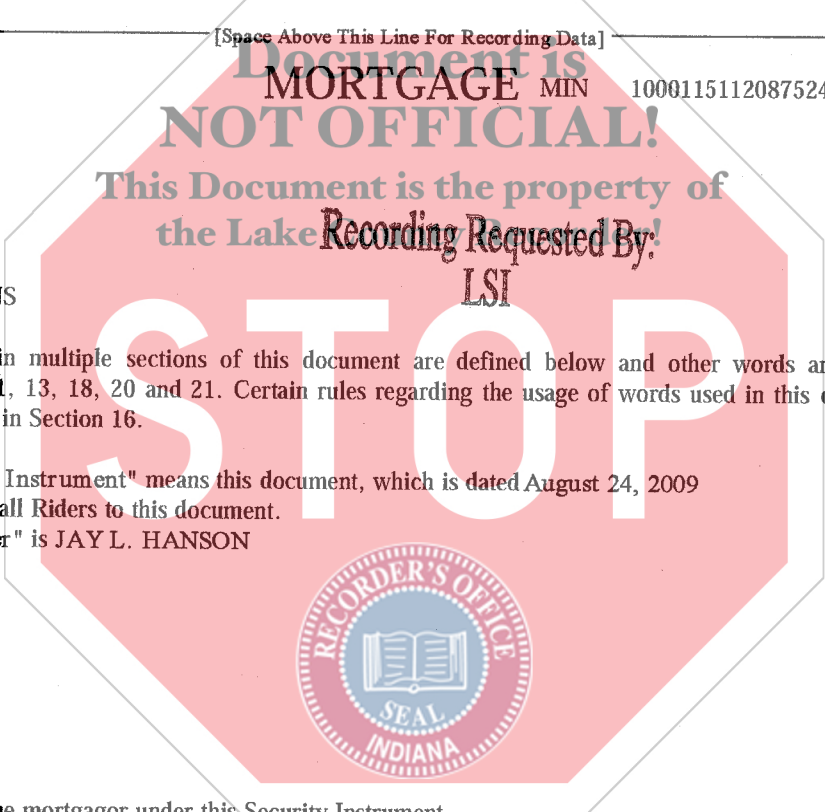 [Space Above This Line For Recording Data]
Document is
MORTGAGE MIN 1000115112087524
NOT OFFICIAL!
This Document is the property of
the Lake
Recording Requested By:
LSI
STOP
in multiple sections of this document are defined below and other words
, 13, 18, 20 and 21. Certain rules regarding the usage of words used in this
in Section 16.
Instrument" means this document, which is dated August 24, 2009
all Riders to this document.
" is JAY L. HANSON
RECORDER'S OFFICE
SEAL
INDIANA
mortgagor under this Security Instrument